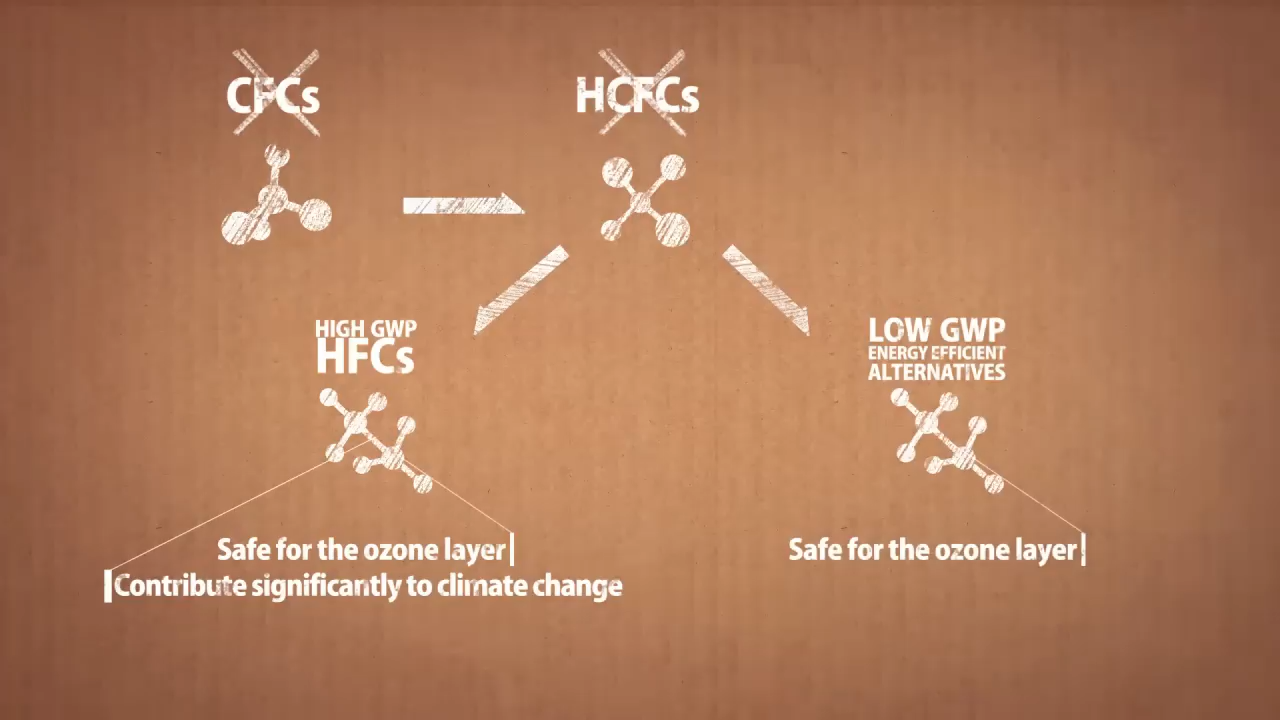 CFCs
HCFCs
HIGH GWP
HFCs
LOW GWP
ENERGY EFFICIENT
ALTERNATIVES
Safe for the ozone layer
Contribute significantly to climate change
Safe for the ozone layer